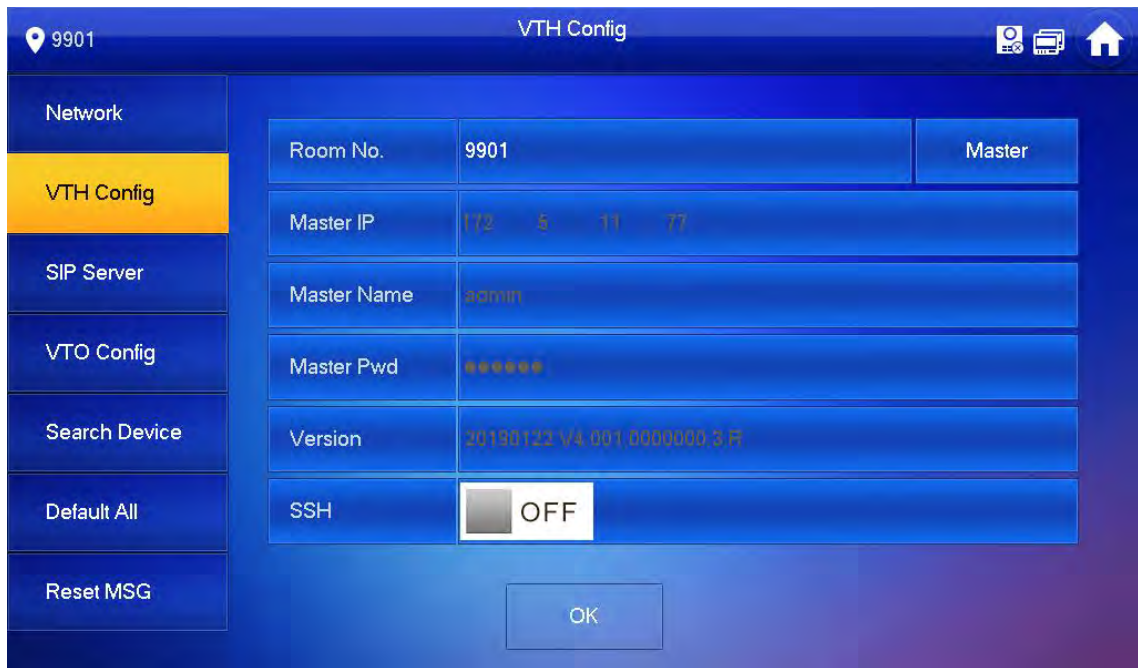 9901
VTH Config
Network
VTH Config
SIP Server
VTO Config
Search Device
Default All
Reset MSG
Room No. 9901 Master
Master IP 172 5 11 77
Master Name admin
Master Pwd
Version 20190122 V4.001.0000000.3.R
SSH OFF
OK